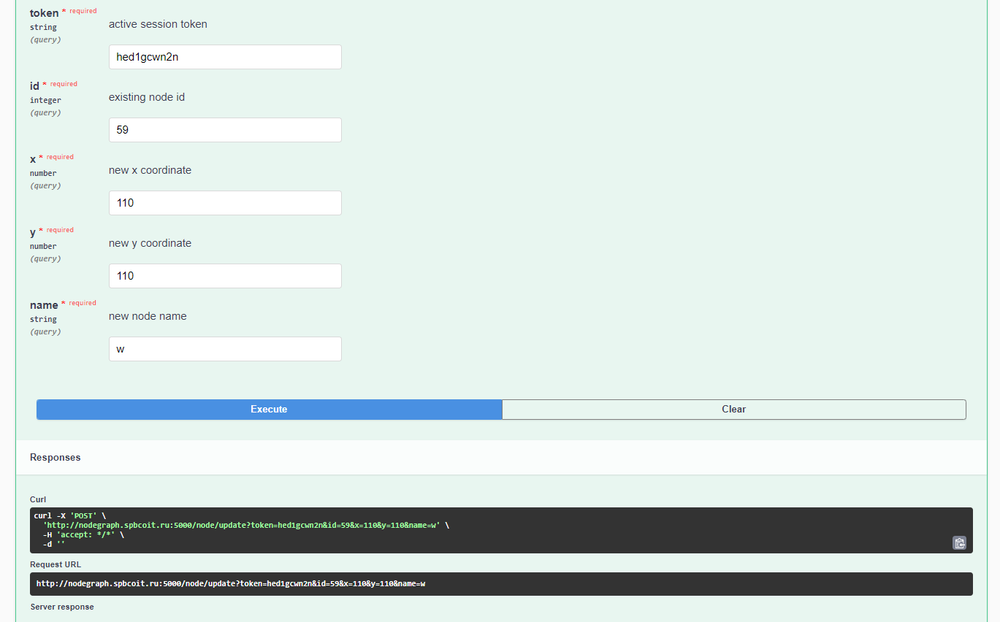 token * required
string
(query)
active session token
hed1gcwn2n
id * required
integer
(query)
existing node id
59
x * required
number
(query)
new x coordinate
110
y * required
number
(query)
new y coordinate
110
name * required
string
(query)
new node name
w
Execute
Clear
Responses
Curl
curl -X 'POST' \
'http://nodegraph.spbcoit.ru:5000/node/update?token=hed1gcwn2n&id=59&x=110&y=110&name=w' \
-H 'accept: */*' \
-d ''
Request URL
http://nodegraph.spbcoit.ru:5000/node/update?token=hed1gcwn2n&id=59&x=110&y=110&name=w
Server response